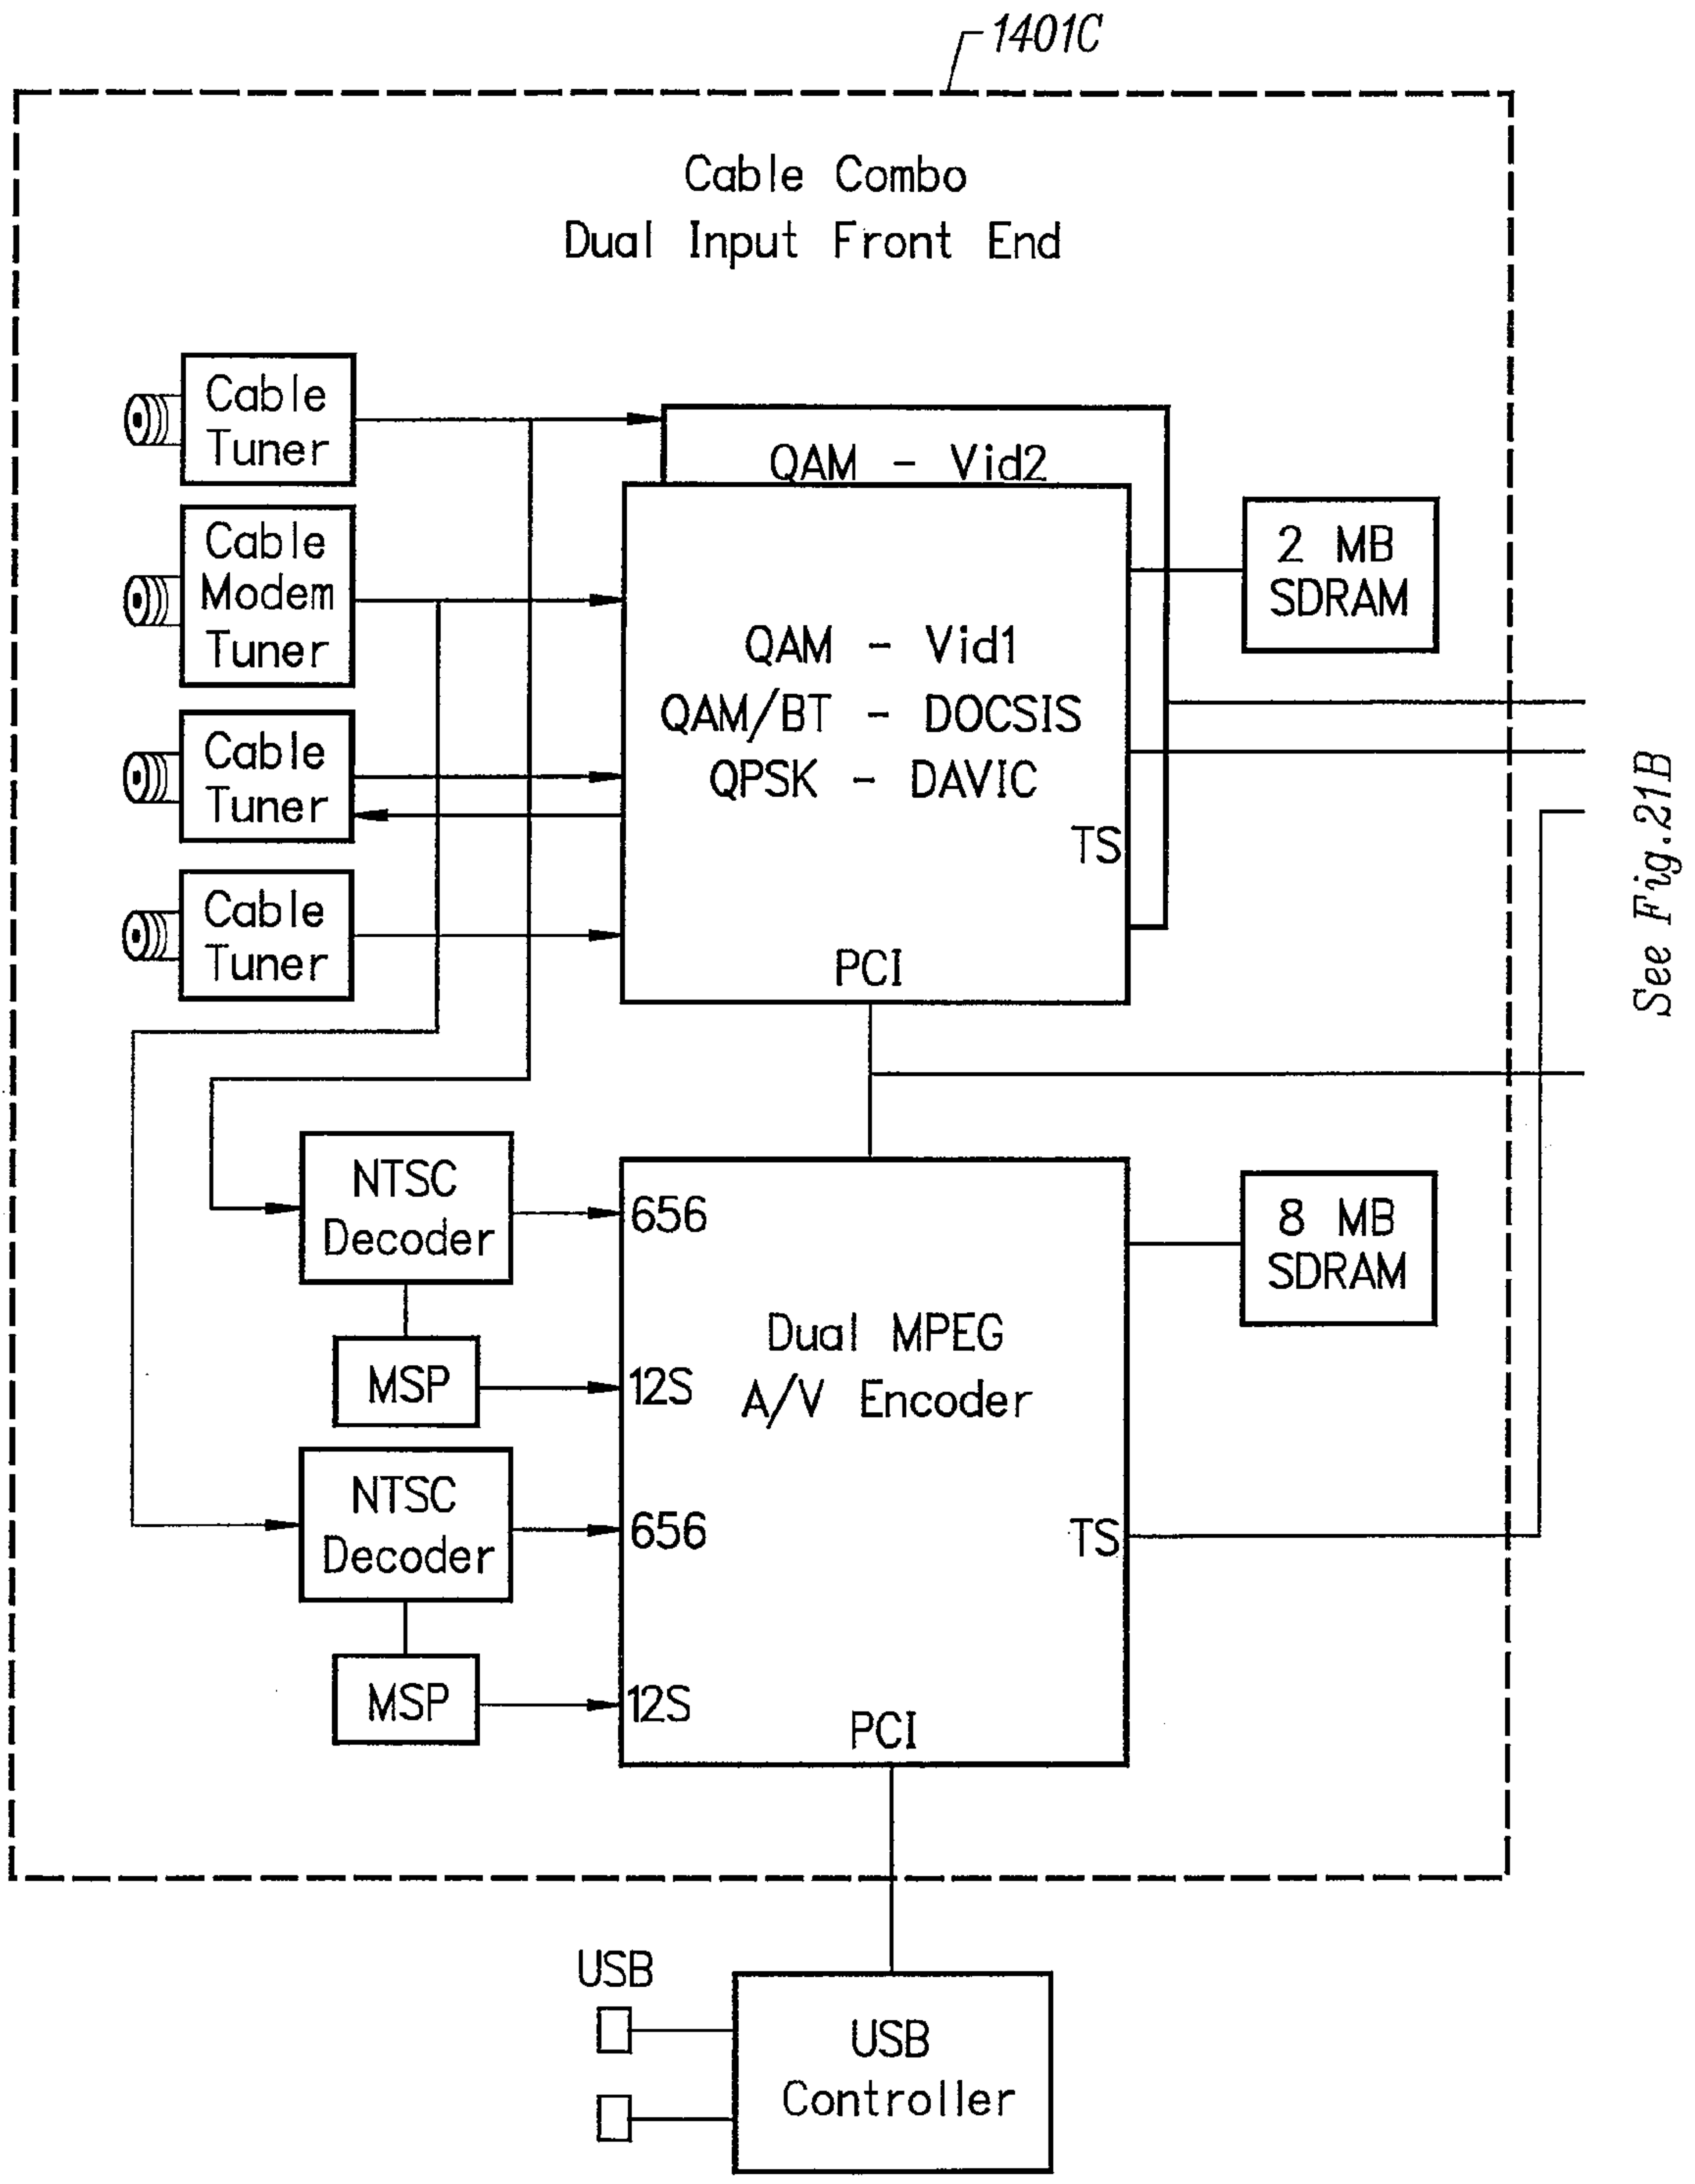 1401C
Cable Combo
Dual Input Front End
Cable
Tuner
Cable
Modem
Tuner
Cable
Tuner
Cable
Tuner
QAM - Vid2
QAM - Vid1
QAM/BT - DOCSIS
QPSK - DAVIC
TS
PCI
2 MB
SDRAM
See Fig.21B
NTSC
Decoder
MSP
NTSC
Decoder
MSP
656
12S
656
12S
Dual MPEG
A/V Encoder
TS
PCI
8 MB
SDRAM
USB
USB
Controller